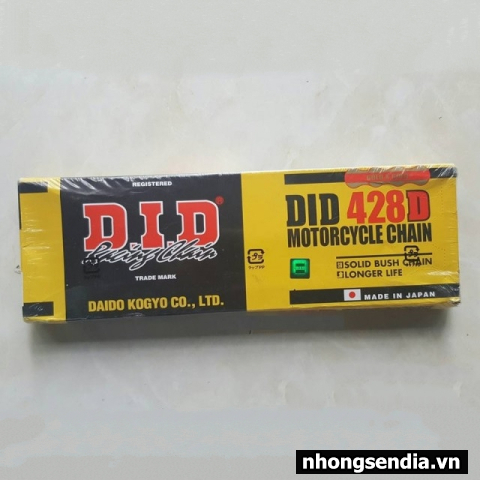 REGISTERED
D.I.D®
Racing Chain
TRADE MARK
DAIDO KOGYO CO., LTD.
DID 428D
MOTORCYCLE CHAIN
SOLID BUSH CHAIN
LONGER LIFE
MADE IN JAPAN
nhongsendia.vn